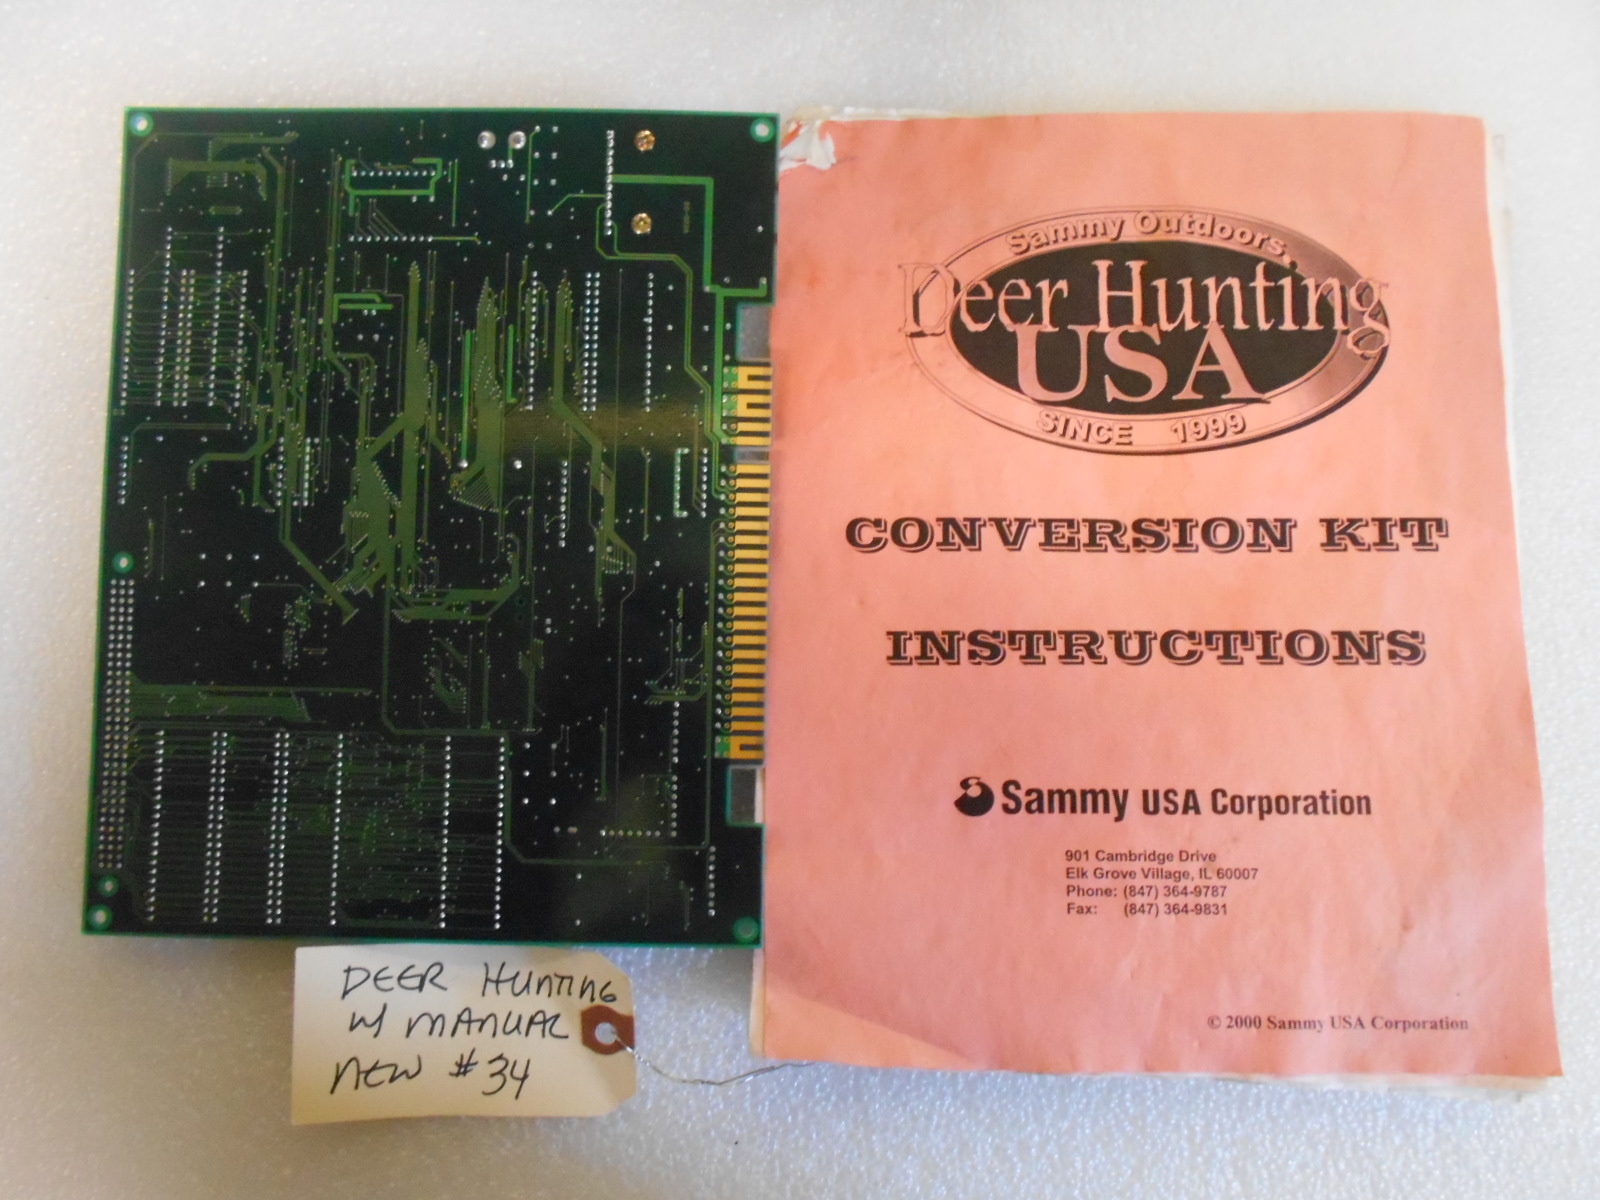 Sammy Outdoors
Deer Hunting
USA
SINCE 1999
CONVERSION KIT
INSTRUCTIONS
Sammy USA Corporation
901 Cambridge Drive
Elk Grove Village, IL 60007
Phone: (847) 364-9787
Fax: (847) 364-9831
© 2000 Sammy USA Corporation
DEER HUNTING
W/ MANUAL
NEW #34